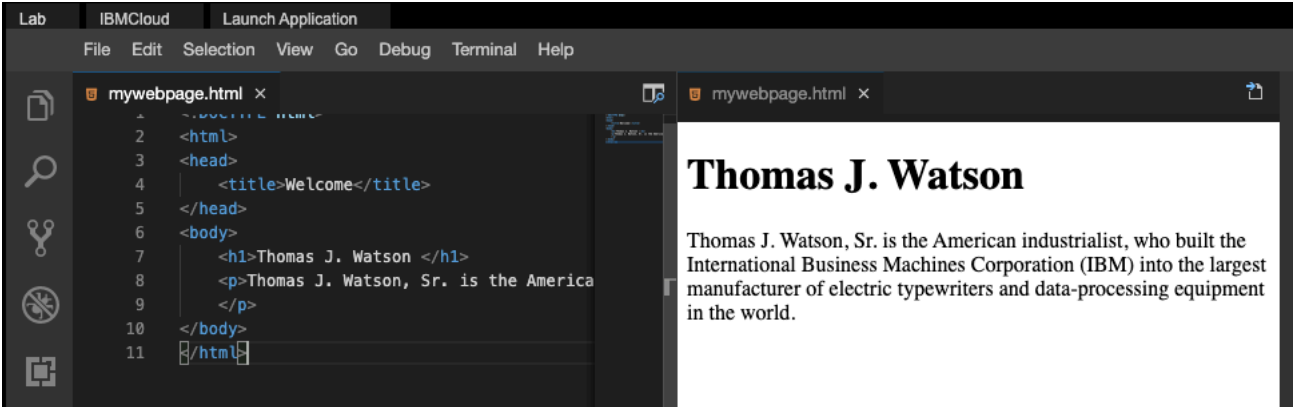 Lab IBMCloud Launch Application
File Edit Selection View Go Debug Terminal Help
mywebpage.html ×
1 <!DOCTYPE html>
2 <html>
3 <head>
4 <title>Welcome</title>
5 </head>
6 <body>
7 <h1>Thomas J. Watson </h1>
8 <p>Thomas J. Watson, Sr. is the America
9 </p>
10 </body>
11 </html>
mywebpage.html ×
Thomas J. Watson
Thomas J. Watson, Sr. is the American industrialist, who built the
International Business Machines Corporation (IBM) into the largest
manufacturer of electric typewriters and data-processing equipment
in the world.